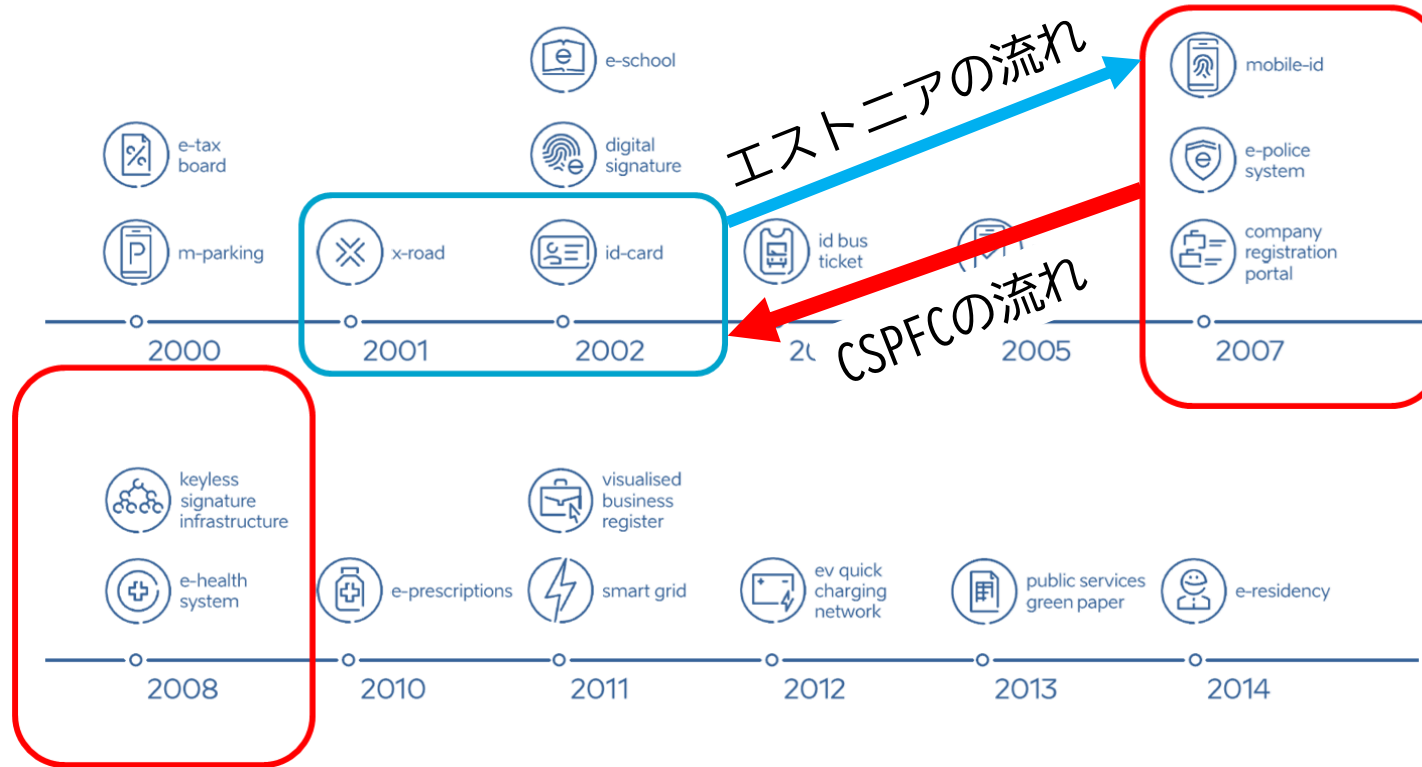 e-school
エストニアの流れ
mobile-id
e-tax
board
digital
signature
e-police
system
m-parking
x-road
id-card
id bus
ticket
company
registration
portal
CSPFCの流れ
2000
2001
2002
2005
2007
keyless
signature
infrastructure
visualised
business
register
e-health
system
e-prescriptions
smart grid
ev quick
charging
network
public services
green paper
e-residency
2008
2010
2011
2012
2013
2014